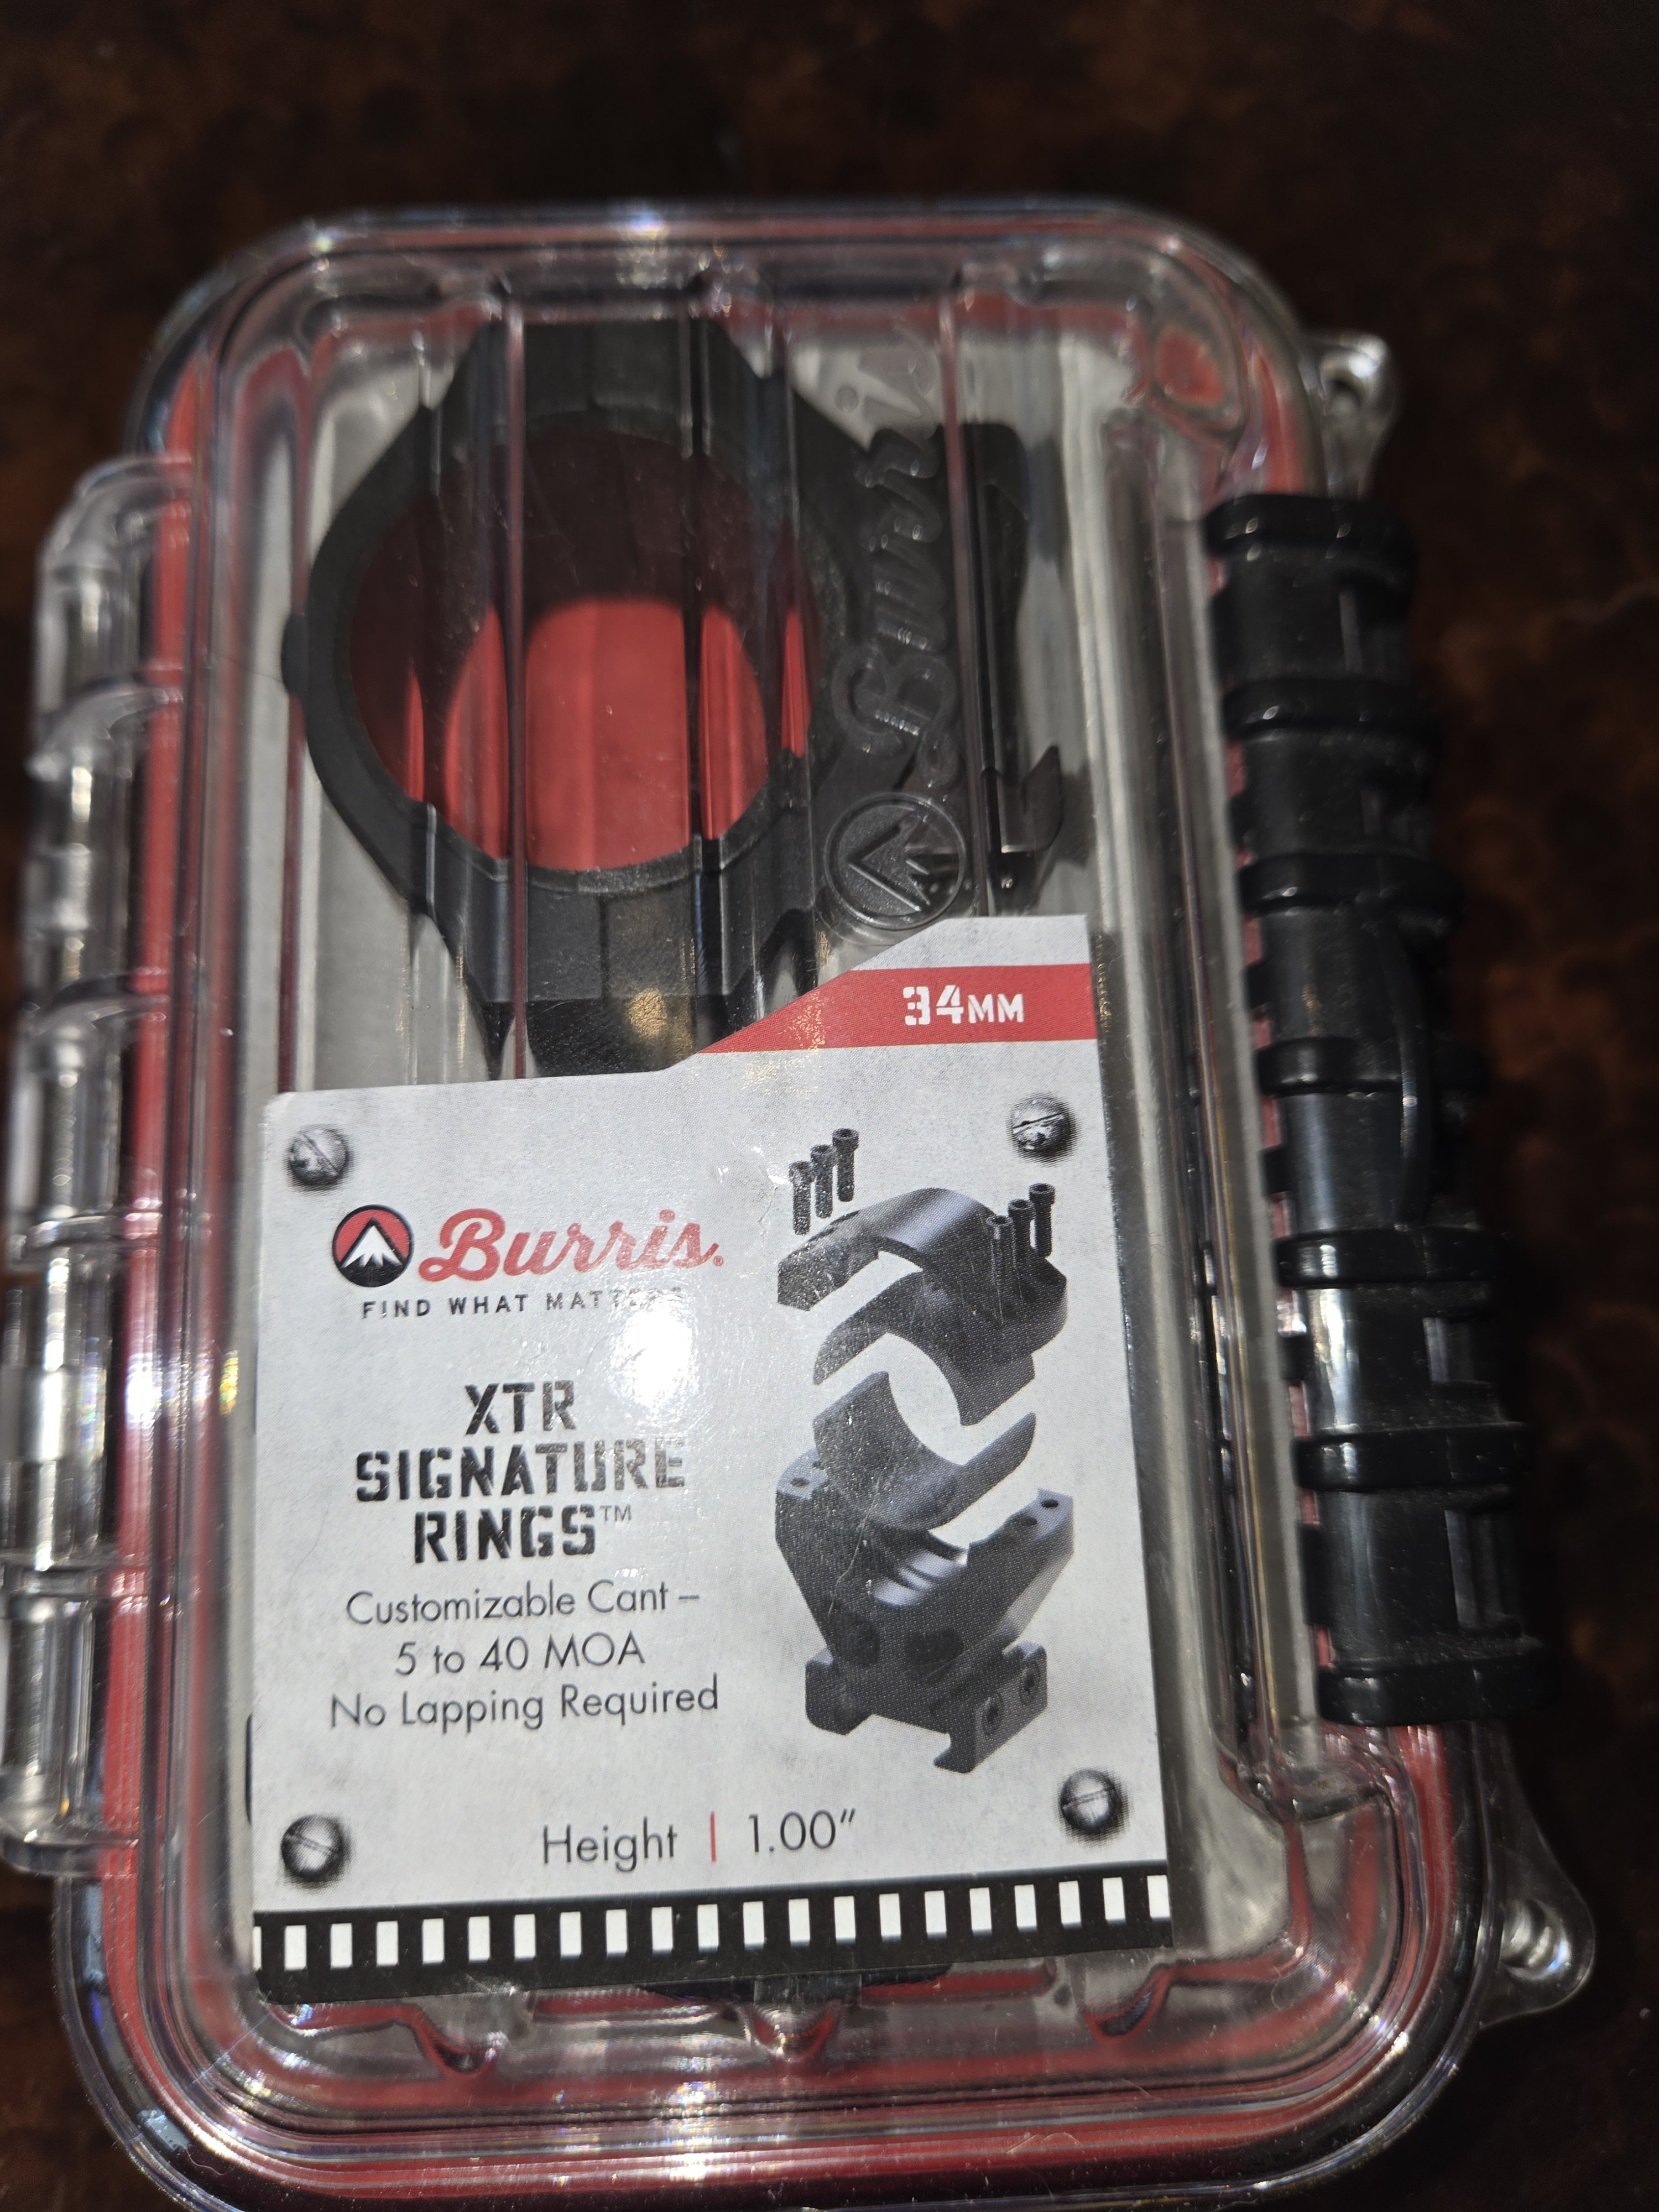 Burris
34MM
Burris.
FIND WHAT MATTERS
XTR
SIGNATURE
RINGS™
Customizable Cant –
5 to 40 MOA
No Lapping Required
Height | 1.00"